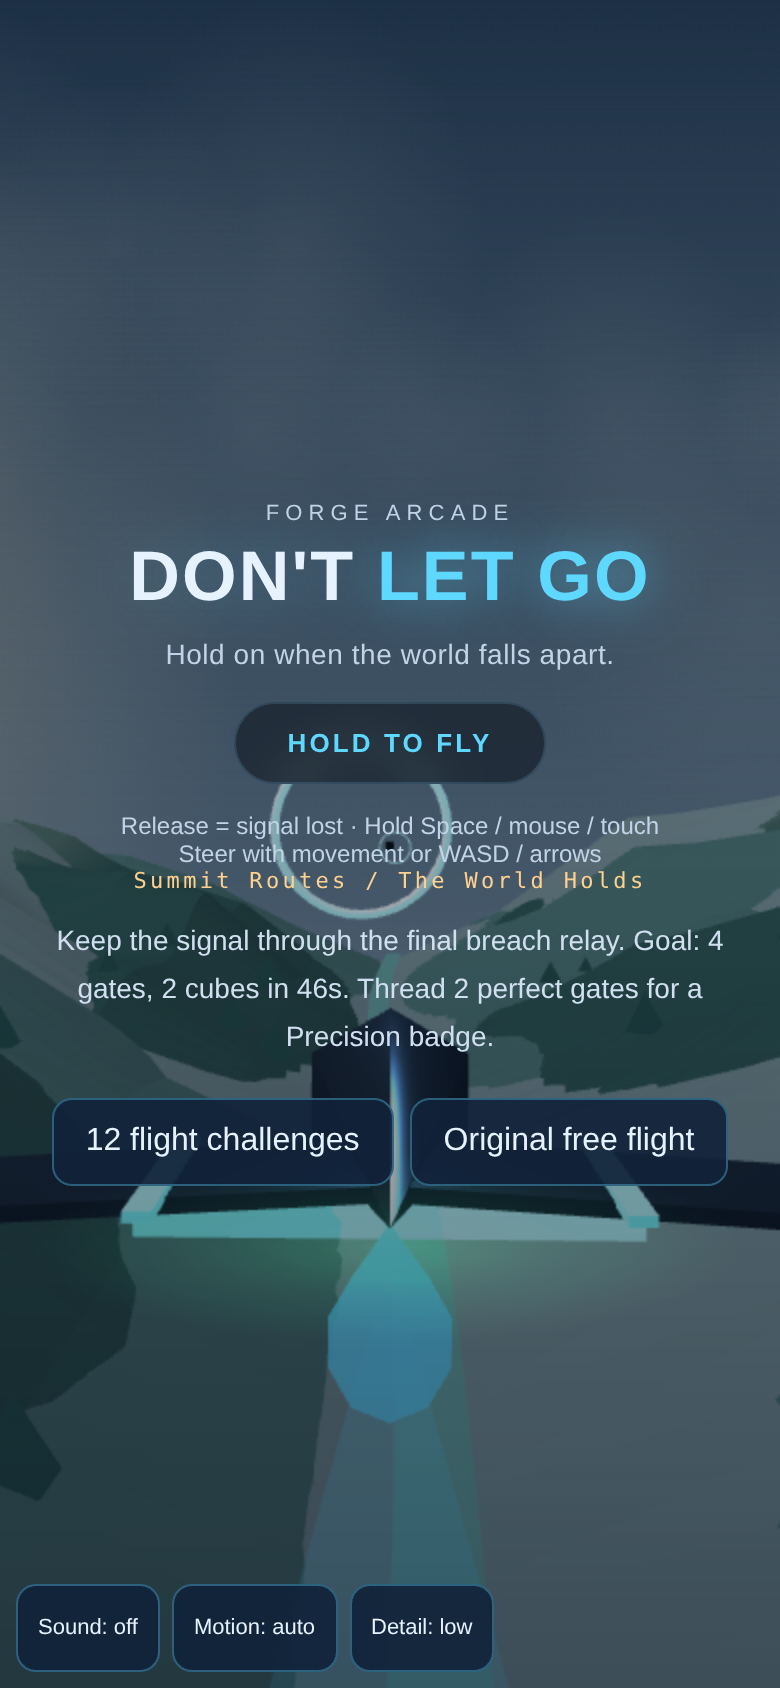 FORGE ARCADE
DON'T LET GO
Hold on when the world falls apart.
HOLD TO FLY
Release = signal lost · Hold Space / mouse / touch
Steer with movement or WASD / arrows
Summit Routes / The World Holds
Keep the signal through the final breach relay. Goal: 4
gates, 2 cubes in 46s. Thread 2 perfect gates for a
Precision badge.
12 flight challenges
Original free flight
Sound: off
Motion: auto
Detail: low